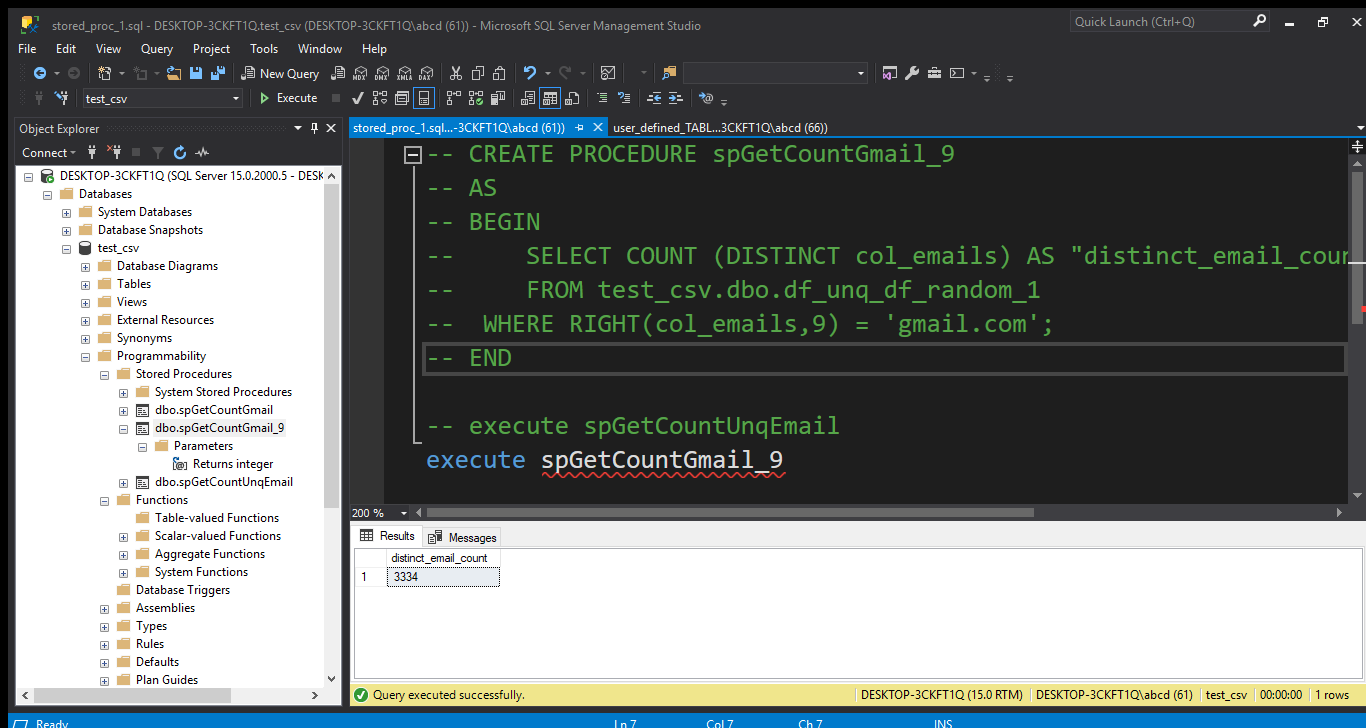 stored_proc_1.sql - DESKTOP-3CKFT1Q.test_csv (DESKTOP-3CKFT1Q\abcd (61)) - Microsoft SQL Server Management Studio
Quick Launch (Ctrl+Q)
File Edit View Query Project Tools Window Help
New Query MDX DMX XMLA DAX
test_csv Execute
Object Explorer
Connect
DESKTOP-3CKFT1Q (SQL Server 15.0.2000.5 - DESK
Databases
System Databases
Database Snapshots
test_csv
Database Diagrams
Tables
Views
External Resources
Synonyms
Programmability
Stored Procedures
System Stored Procedures
dbo.spGetCountGmail
dbo.spGetCountGmail_9
Parameters
Returns integer
dbo.spGetCountUnqEmail
Functions
Table-valued Functions
Scalar-valued Functions
Aggregate Functions
System Functions
Database Triggers
Assemblies
Types
Rules
Defaults
Plan Guides
stored_proc_1.sql...-3CKFT1Q\abcd (61)) user_defined_TABL...3CKFT1Q\abcd (66))
-- CREATE PROCEDURE spGetCountGmail_9
-- AS
-- BEGIN
-- SELECT COUNT (DISTINCT col_emails) AS "distinct_email_coun
-- FROM test_csv.dbo.df_unq_df_random_1
-- WHERE RIGHT(col_emails,9) = 'gmail.com';
-- END
-- execute spGetCountUnqEmail
execute spGetCountGmail_9
200 %
Results Messages
distinct_email_count
1 3334
Query executed successfully. DESKTOP-3CKFT1Q (15.0 RTM) DESKTOP-3CKFT1Q\abcd (61) test_csv 00:00:00 1 rows
Ready Ln 7 Col 7 Ch 7 INS